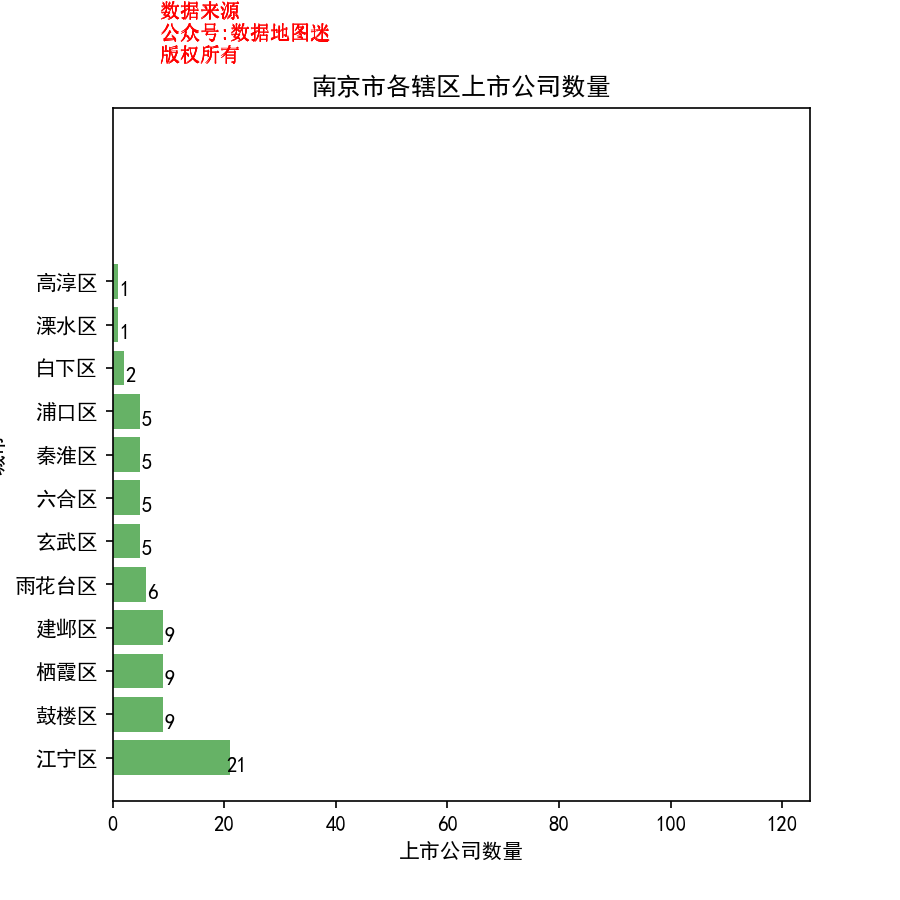 数据来源
公众号:数据地图迷
版权所有
南京市各辖区上市公司数量
高淳区 1
溧水区 1
白下区 2
浦口区 5
秦淮区 5
六合区 5
玄武区 5
雨花台区 6
建邺区 9
栖霞区 9
鼓楼区 9
江宁区 21
0 20 40 60 80 100 120
上市公司数量